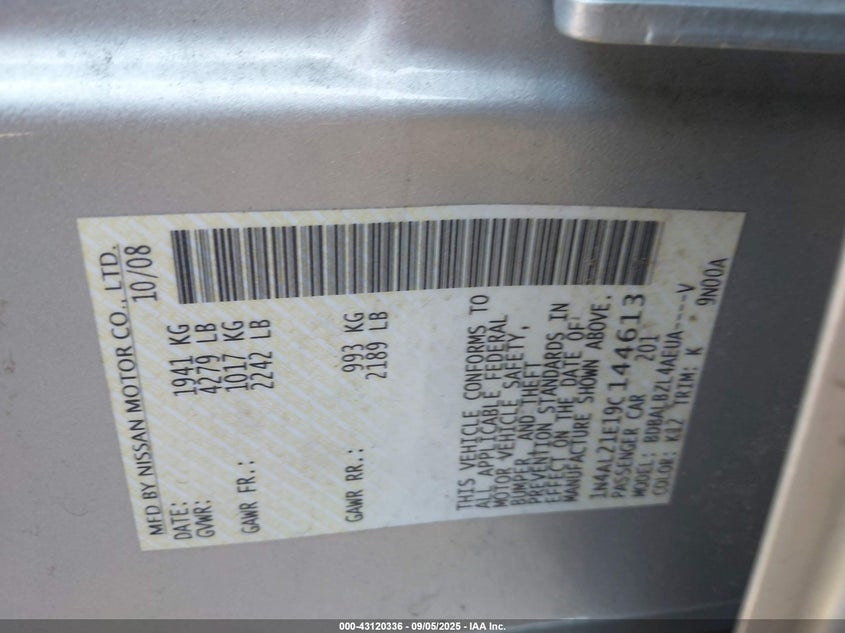 MFD BY NISSAN MOTOR CO., LTD.
DATE: 10/08
GVWR: 1941 KG
4279 LB
GAWR FR.: 1017 KG
2242 LB
GAWR RR.: 993 KG
2189 LB
THIS VEHICLE CONFORMS TO
ALL APPLICABLE FEDERAL
MOTOR VEHICLE SAFETY,
BUMPER, AND THEFT
PREVENTION STANDARDS IN
EFFECT ON THE DATE OF
MANUFACTURE SHOWN ABOVE.
1N4AL21E19C144613
PASSENGER CAR 201
MODEL: BDBALB2L4AEUA----V
COLOR: K12 TRIM: K 9N00A
000-43120336 - 09/05/2025 - IAA Inc.